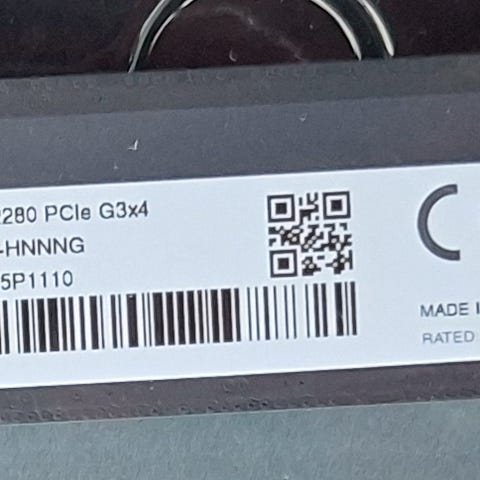 2280 PCIe G3x4
-HNNNG
5P1110
MADE I
RATED